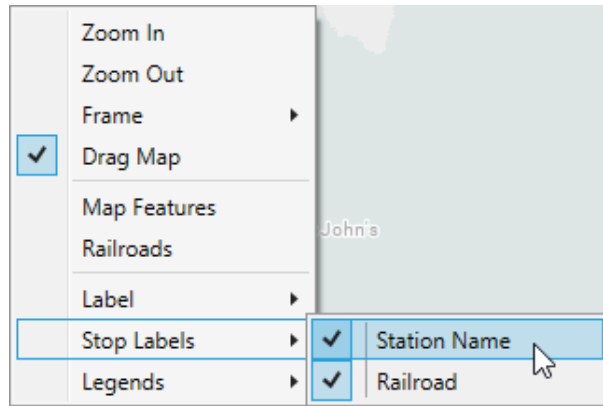 Zoom In
Zoom Out
Frame
Drag Map
Map Features
Railroads
John's
Label
Stop Labels
Station Name
Legends
Railroad